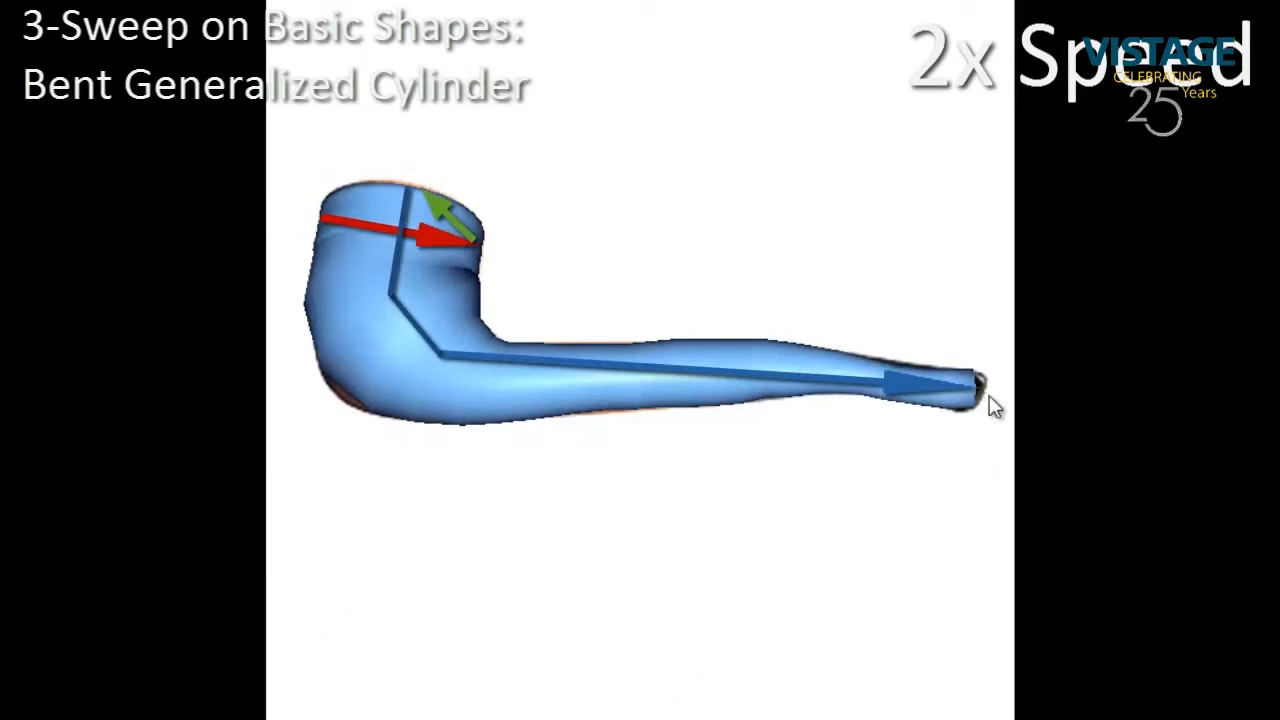 3-Sweep on Basic Shapes:
Bent Generalized Cylinder
2x Speed
VISTAGE
CELEBRATING
25 Years